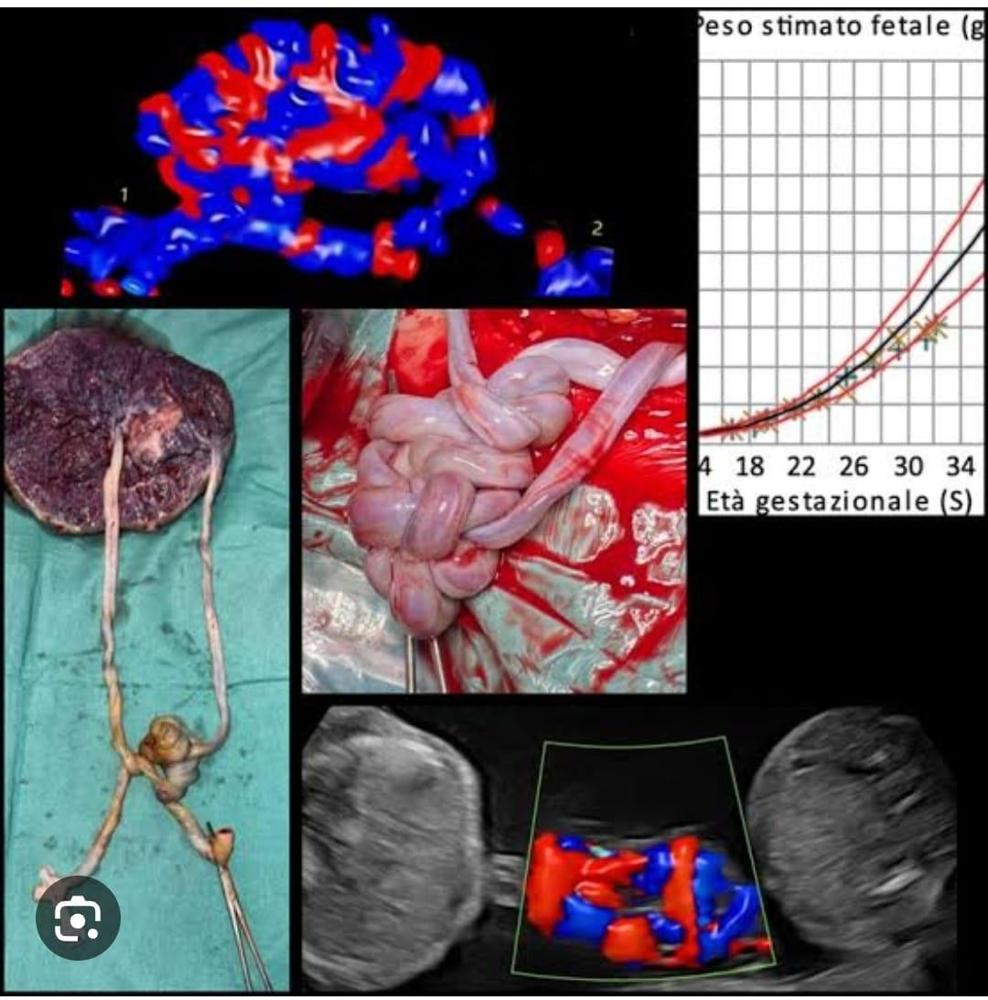 1
2
Peso stimato fetale (g
4 18 22 26 30 34
Età gestazionale (S)